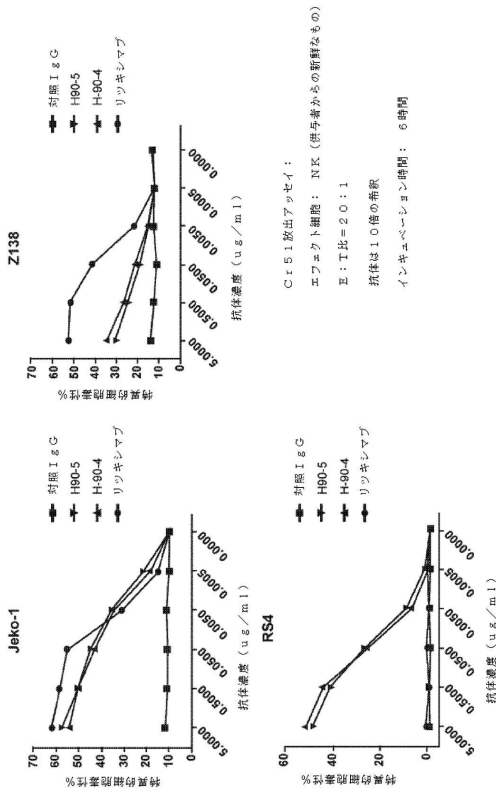 Jeko-1
特異的細胞毒性%
70
60
50
40
30
20
10
0
5.0000
0.5000
0.0500
0.0050
0.0005
0.0000
抗体濃度(ug/ml)
対照IgG
H90-5
H-90-4
リツキシマブ
Z138
特異的細胞毒性%
70
60
50
40
30
20
10
0
5.0000
0.5000
0.0500
0.0050
0.0005
0.0000
抗体濃度(ug/ml)
対照IgG
H90-5
H-90-4
リツキシマブ
RS4
特異的細胞毒性%
60
40
20
0
5.0000
0.5000
0.0500
0.0050
0.0005
0.0000
抗体濃度(ug/ml)
対照IgG
H90-5
H-90-4
リツキシマブ
Cr51放出アッセイ:
エフェクト細胞: NK(供与者からの新鮮なもの)
E:T比=20:1
抗体は10倍の希釈
インキュベーション時間: 6時間